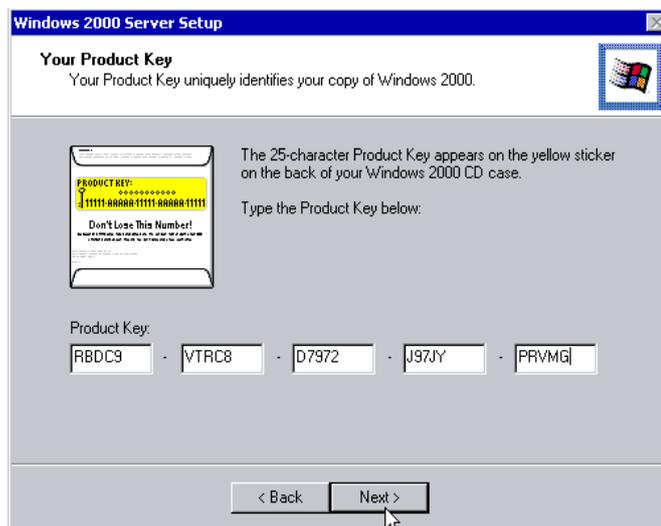 Windows 2000 Server Setup
Your Product Key
Your Product Key uniquely identifies your copy of Windows 2000.
The 25-character Product Key appears on the yellow sticker
on the back of your Windows 2000 CD case.
PRODUCT KEY:
11111-AAAAA-11111-AAAAA-11111
Don't Lose This Number!
Type the Product Key below:
Product Key:
RBDC9 - VTRC8 - D7972 - J97JY - PRVMG
< Back Next >